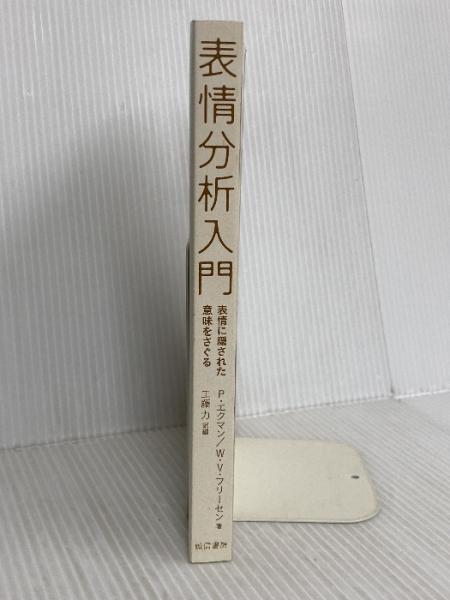 表情分析入門
表情に隠された
意味をさぐる
P・エクマン/W・V・フリーセン 著
工藤 力 訳編
誠信書房